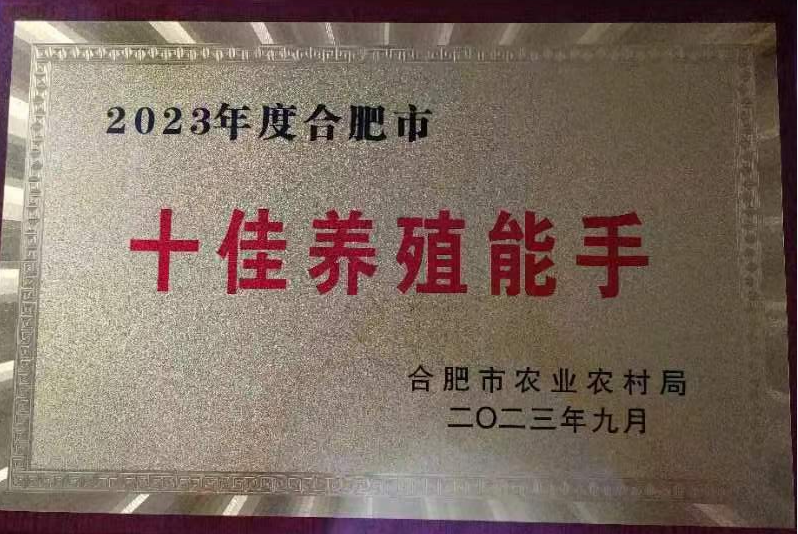 2023年度合肥市
十佳养殖能手
合肥市农业农村局
二〇二三年九月